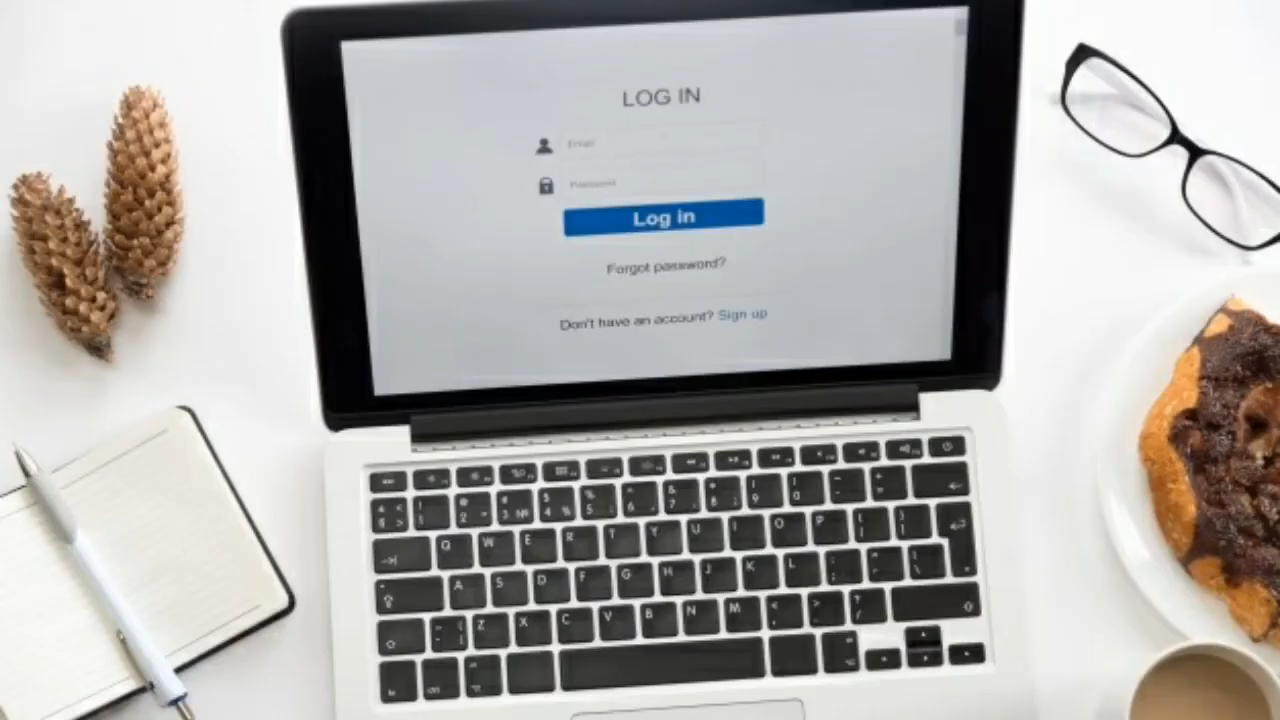 LOG IN
Email
Password
Log in
Forgot password?
Don't have an account? Sign up
Q W E R T Y U I O P
A S D F G H J K L
Z X C V B N M